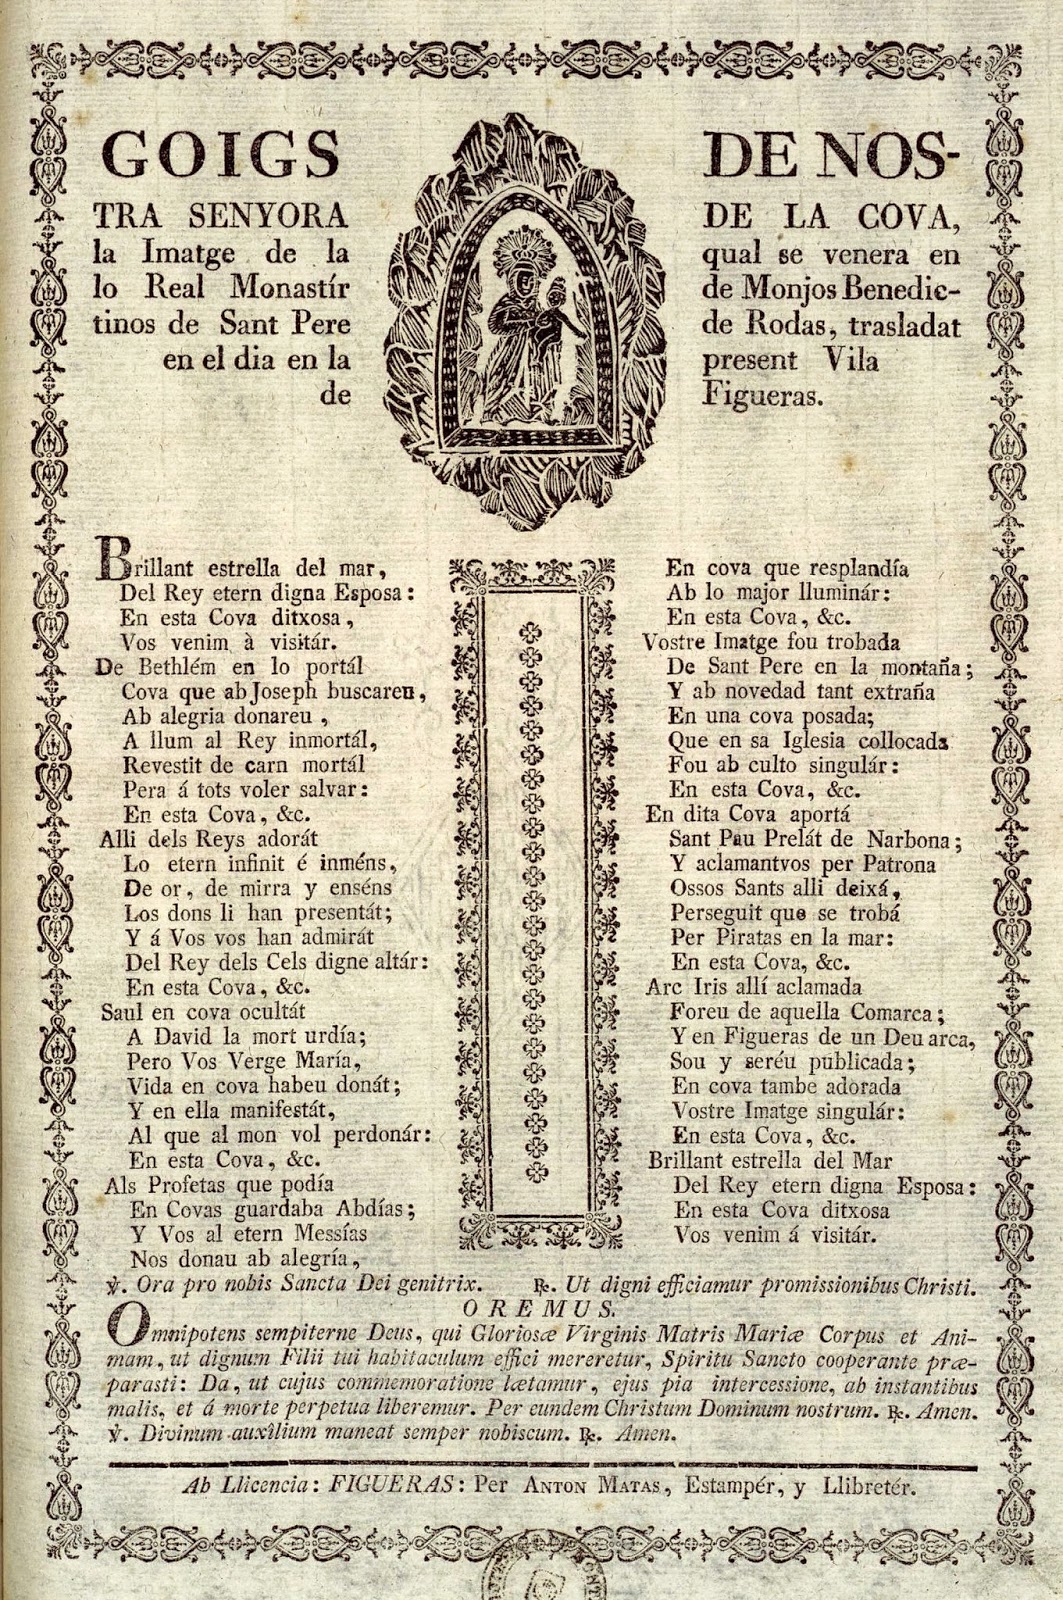 GOIGS DE NOS-
TRA SENYORA DE LA COVA,
la Imatge de la qual se venera en
lo Real Monastír de Monjos Benedic-
tinos de Sant Pere de Rodas, trasladat
en el dia en la present Vila
de Figueras.
Brillant estrella del mar,
Del Rey etern digna Esposa:
En esta Cova ditxosa,
Vos venim à visitár.
De Bethlém en lo portál
Cova que ab Joseph buscareu,
Ab alegria donareu,
A llum al Rey inmortál,
Revestit de carn mortál
Pera á tots voler salvar:
En esta Cova, &c.
Alli dels Reys adorát
Lo etern infinit é inméns,
De or, de mirra y enséns
Los dons li han presentát;
Y á Vos vos han admirát
Del Rey dels Cels digne altár:
En esta Cova, &c.
Saul en cova ocultát
A David la mort urdía;
Pero Vos Verge María,
Vida en cova habeu donát;
Y en ella manifestát,
Al que al mon vol perdonár:
En esta Cova, &c.
Als Profetas que podía
En Covas guardaba Abdías;
Y Vos al etern Messías
Nos donau ab alegría,
En cova que resplandía
Ab lo major lluminár:
En esta Cova, &c.
Vostre Imatge fou trobada
De Sant Pere en la montaña;
Y ab novedad tant extraña
En una cova posada;
Que en sa Iglesia collocada
Fou ab culto singulár:
En esta Cova, &c.
En dita Cova aportá
Sant Pau Prelát de Narbona;
Y aclamantvos per Patrona
Ossos Sants alli deixá,
Perseguit que se trobá
Per Piratas en la mar:
En esta Cova, &c.
Arc Iris allí aclamada
Foreu de aquella Comarca;
Y en Figueras de un Deu arca,
Sou y seréu publicada;
En cova tambe adorada
Vostre Imatge singulár:
En esta Cova, &c.
Brillant estrella del Mar
Del Rey etern digna Esposa:
En esta Cova ditxosa
Vos venim á visitár.
℣. Ora pro nobis Sancta Dei genitrix. ℟. Ut digni efficiamur promissionibus Christi.
OREMUS.
Omnipotens sempiterne Deus, qui Gloriosæ Virginis Matris Mariæ Corpus et Ani-
mam, ut dignum Filii tui habitaculum effici mereretur, Spiritu Sancto cooperante præ-
parasti: Da, ut cujus commemoratione lætamur, ejus pia intercessione, ab instantibus
malis, et á morte perpetua liberemur. Per eundem Christum Dominum nostrum. ℟. Amen.
℣. Divinum auxîlium maneat semper nobiscum. ℟. Amen.
Ab Llicencia: FIGUERAS: Per ANTON MATAS, Estampér, y Llibretér.